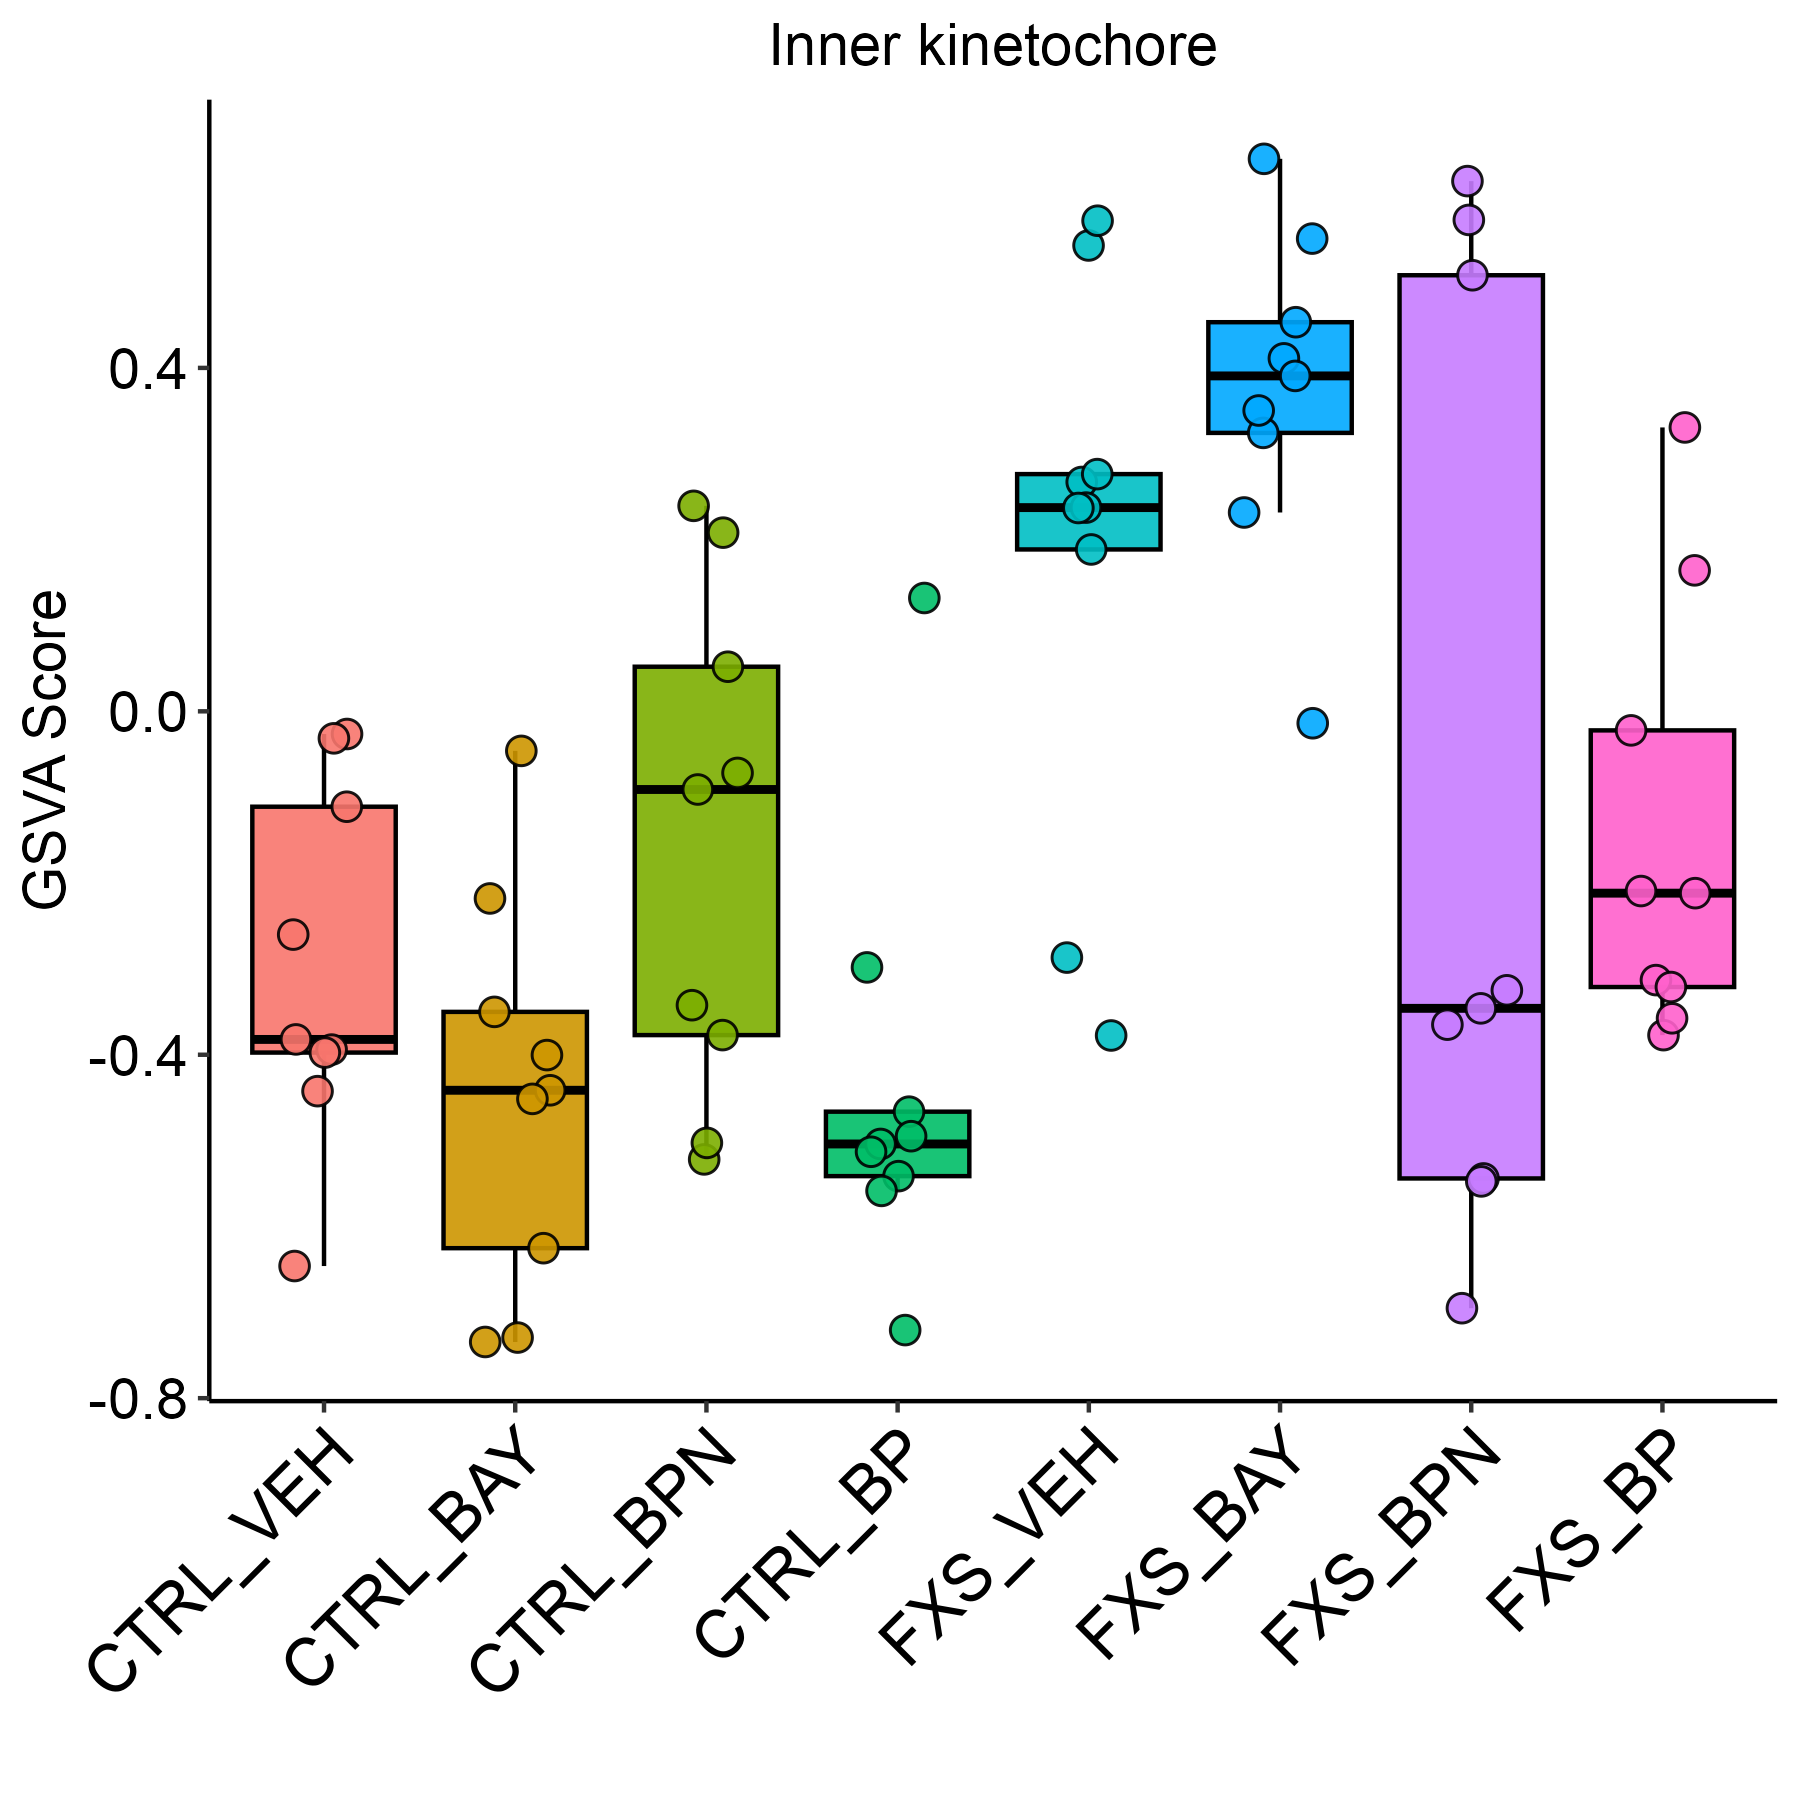 Inner kinetochore
GSVA Score
0.4
0.0
-0.4
-0.8
CTRL_VEH
CTRL_BAY
CTRL_BPN
CTRL_BP
FXS_VEH
FXS_BAY
FXS_BPN
FXS_BP